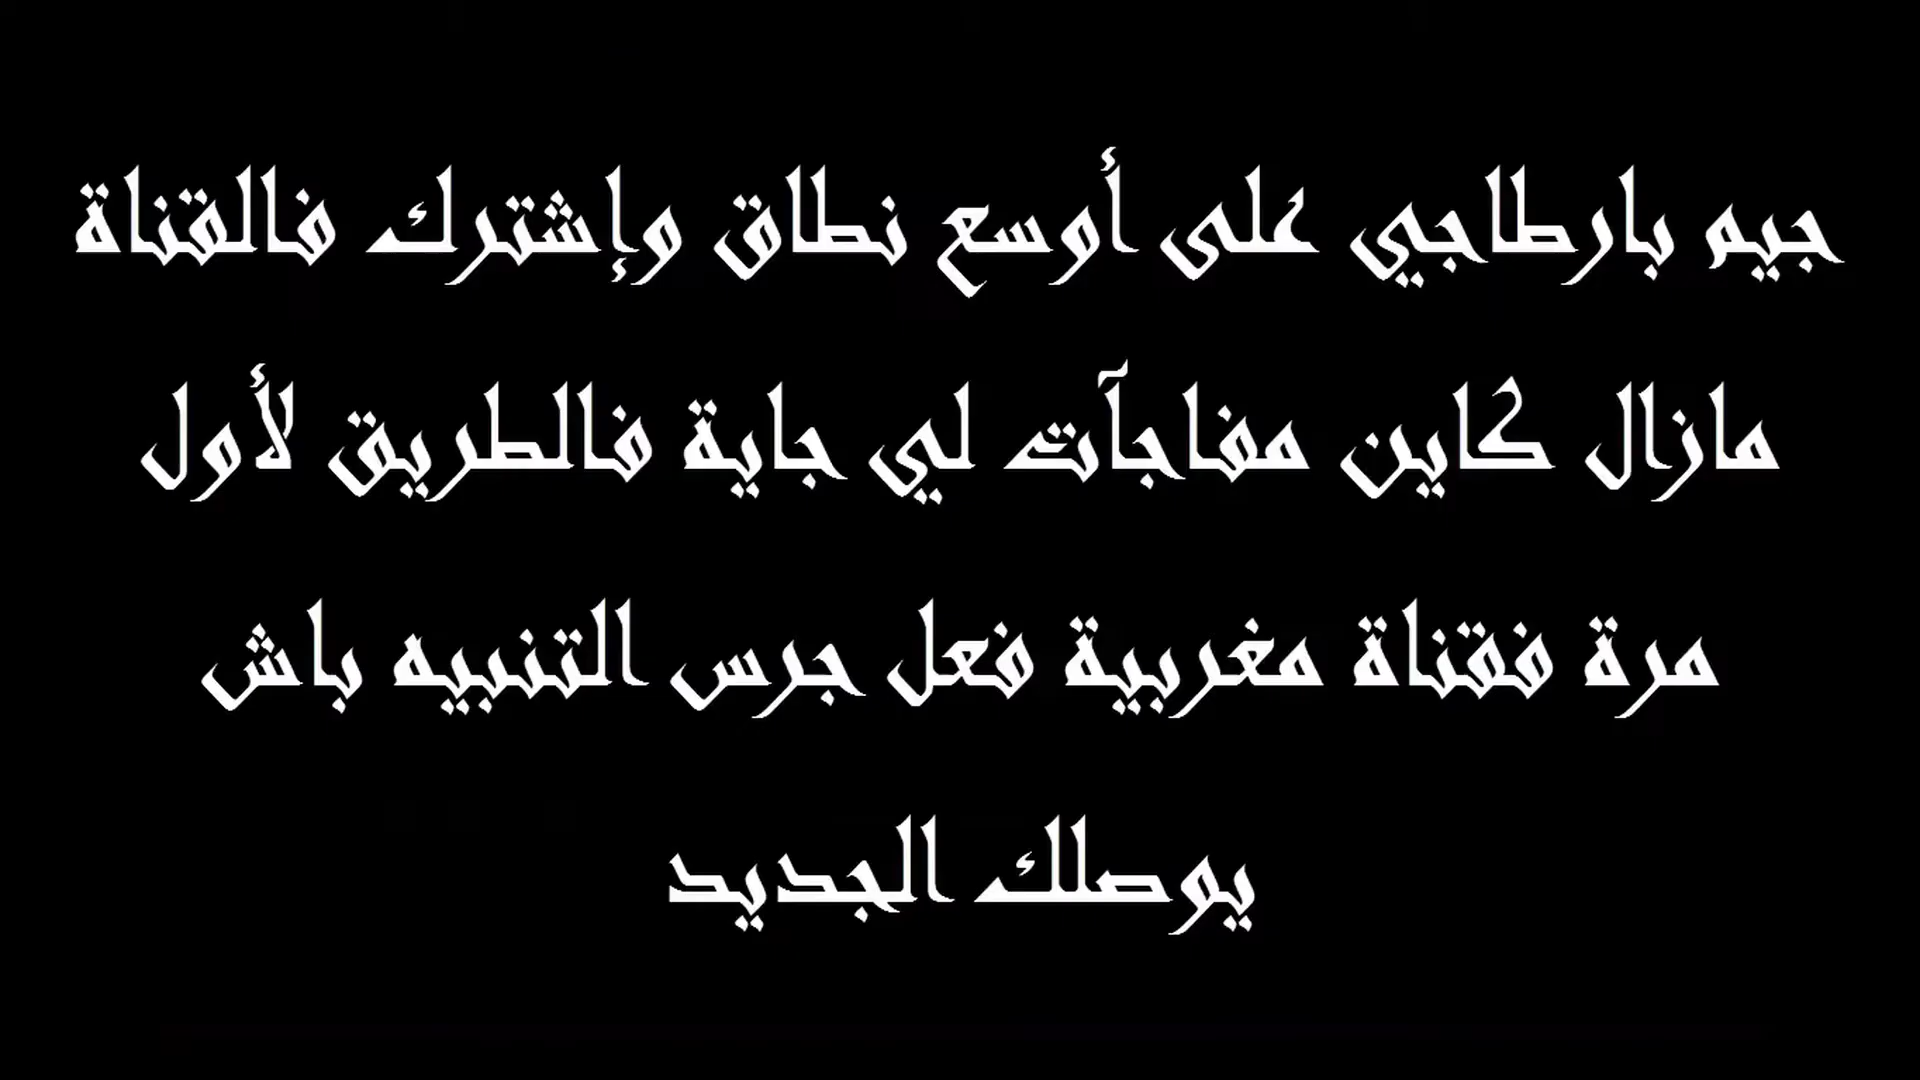 جيم بارطاجي على أوسع نطاق وإشترك فالقناة
مازال كاين مفاجآت لي جاية فالطريق لأول
مرة فقناة مغربية فعل جرس التنبيه باش
يوصلك الجديد